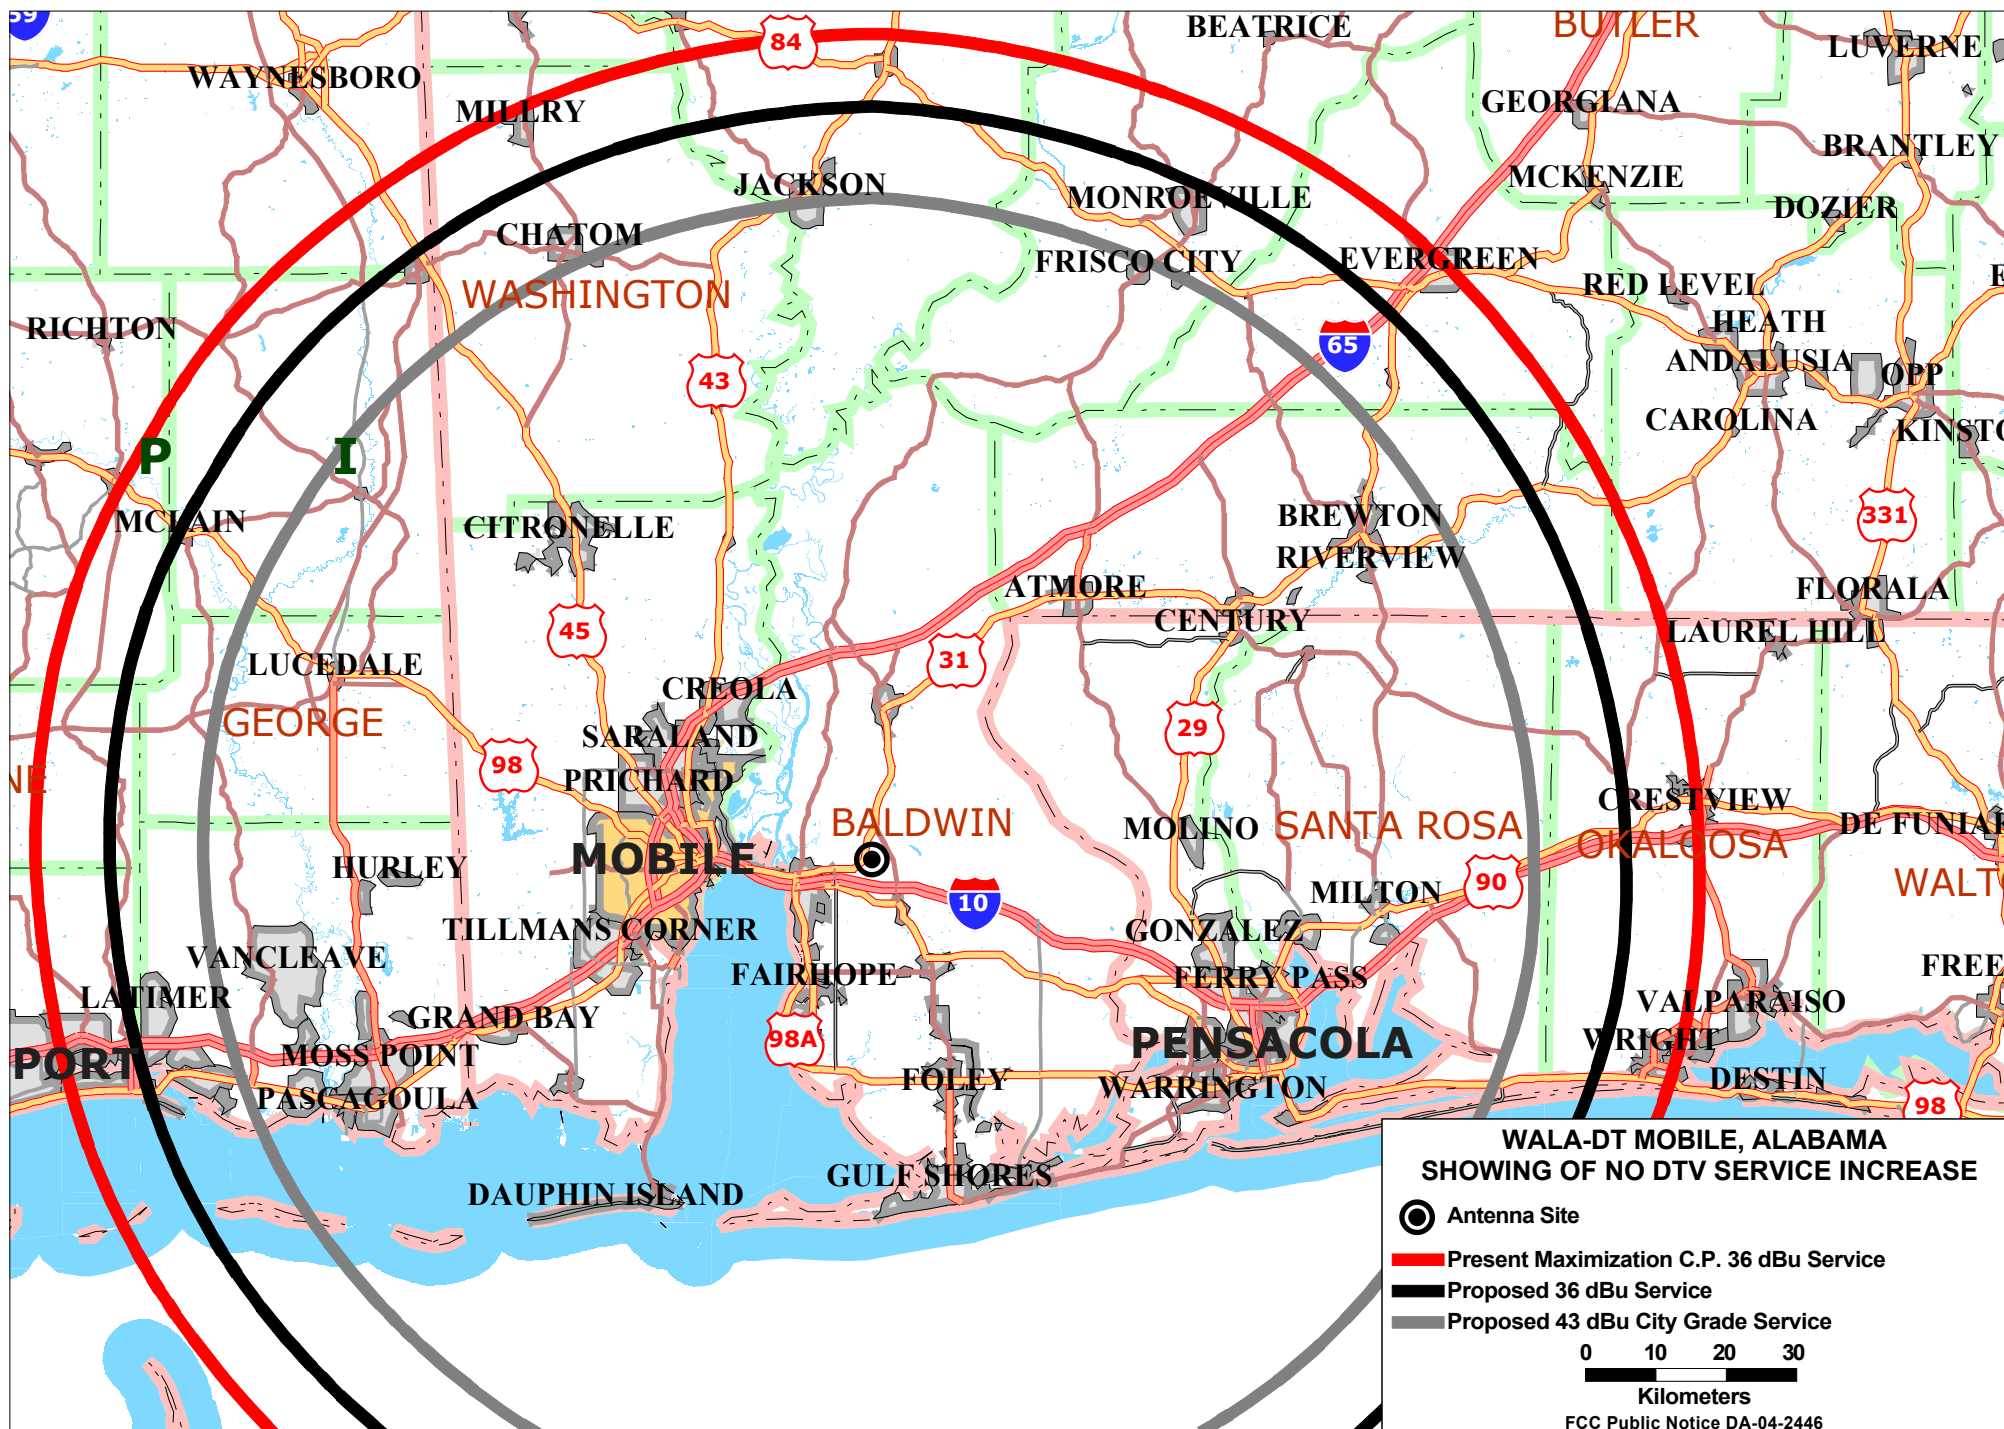 59
84
BEATRICE
BUTLER
LUVERNE
WAYNESBORO
MILLRY
GEORGIANA
BRANTLEY
JACKSON
MONROEVILLE
MCKENZIE
DOZIER
CHATOM
FRISCO CITY
EVERGREEN
RED LEVEL
E
WASHINGTON
RICHTON
HEATH
65
ANDALUSIA
OPP
43
CAROLINA
KINSTO
P
I
MCLAIN
CITRONELLE
BREWTON
331
RIVERVIEW
ATMORE
FLORALA
CENTURY
45
LAUREL HILL
LUCEDALE
31
CREOLA
GEORGE
29
SARALAND
98
PRICHARD
NE
CRESTVIEW
BALDWIN
MOLINO
SANTA ROSA
DE FUNIAK
OKALOOSA
MOBILE
HURLEY
MILTON
90
WALT
10
TILLMANS CORNER
GONZALEZ
VANCLEAVE
FAIRHOPE
FERRY PASS
FREE
LATIMER
VALPARAISO
GRAND BAY
98A
PENSACOLA
WRIGHT
PORT
MOSS POINT
FOLEY
WARRINGTON
DESTIN
PASCAGOULA
98
GULF SHORES
DAUPHIN ISLAND
WALA-DT MOBILE, ALABAMA
SHOWING OF NO DTV SERVICE INCREASE
Antenna Site
Present Maximization C.P. 36 dBu Service
Proposed 36 dBu Service
Proposed 43 dBu City Grade Service
0 10 20 30
Kilometers
FCC Public Notice DA-04-2446